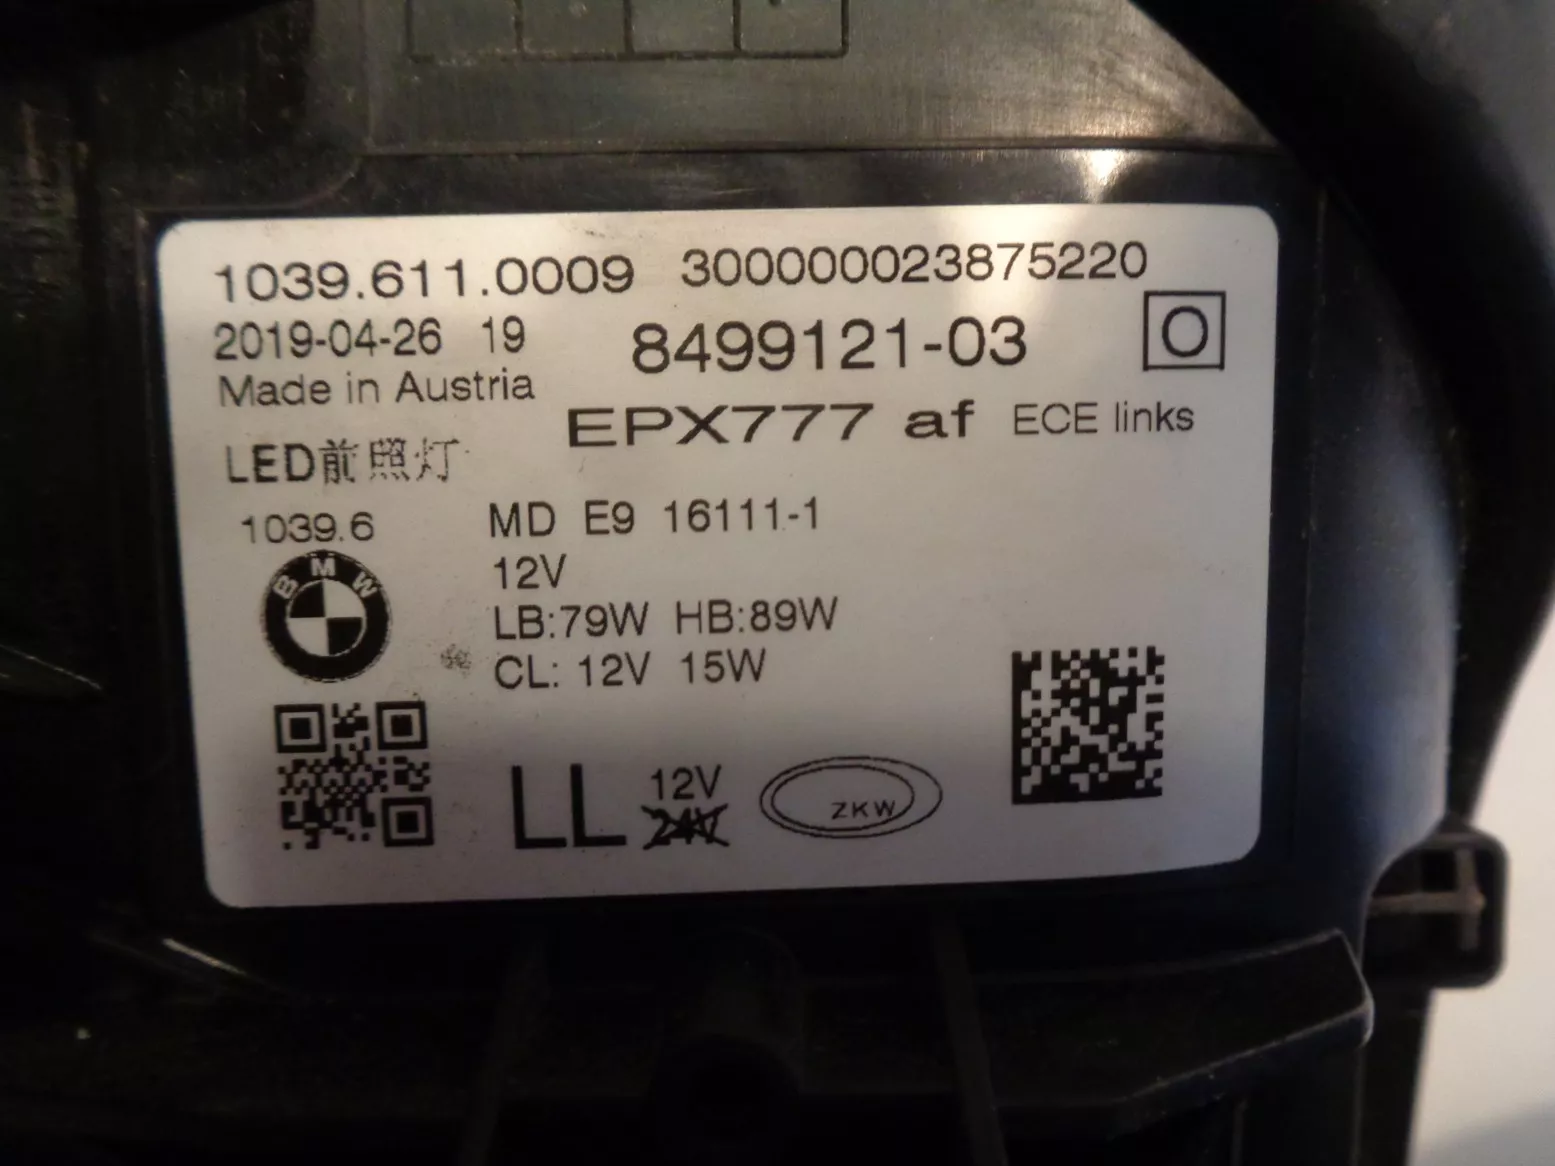 1039.611.0009 300000023875220
2019-04-26 19 8499121-03 O
Made in Austria
EPX777 af ECE links
LED前照灯
1039.6 MD E9 16111-1
BMW
12V
LB:79W HB:89W
CL: 12V 15W
LL 12V
24V
ZKW